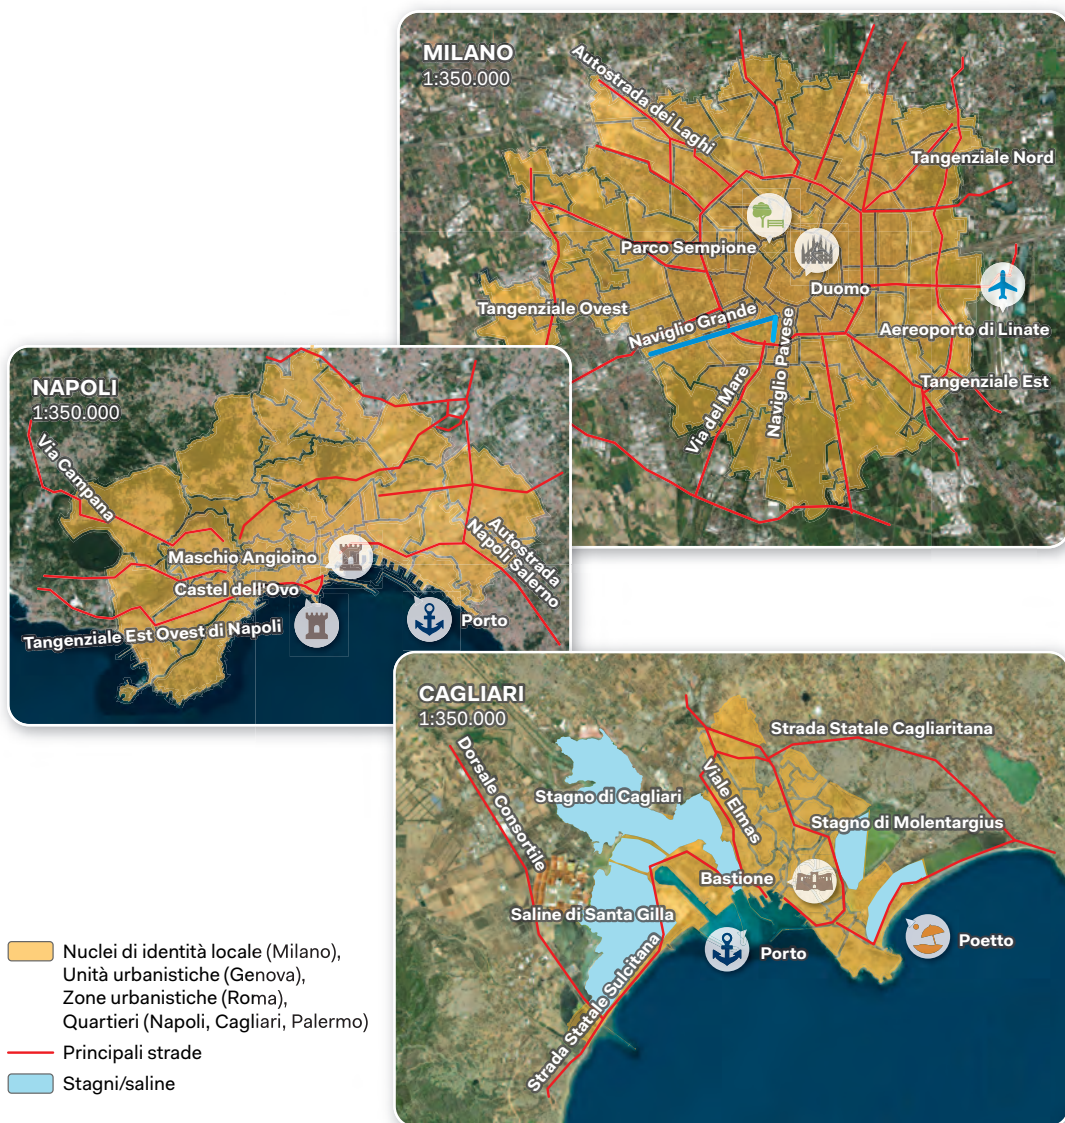 MILANO
1:350.000
Autostrada dei Laghi
Tangenziale Nord
Parco Sempione
Duomo
Tangenziale Ovest
Naviglio Grande
Aereoporto di Linate
Naviglio Pavese
Via del Mare
Tangenziale Est
NAPOLI
1:350.000
Via Campana
Maschio Angioino
Autostrada
Napoli Salerno
Castel dell'Ovo
Porto
Tangenziale Est Ovest di Napoli
CAGLIARI
1:350.000
Strada Statale Cagliaritana
Dorsale Consortile
Viale Elmas
Stagno di Cagliari
Stagno di Molentargius
Bastione
Saline di Santa Gilla
Porto
Poetto
Strada Statale Sulcitana
Nuclei di identità locale (Milano),
Unità urbanistiche (Genova),
Zone urbanistiche (Roma),
Quartieri (Napoli, Cagliari, Palermo)
Principali strade
Stagni/saline